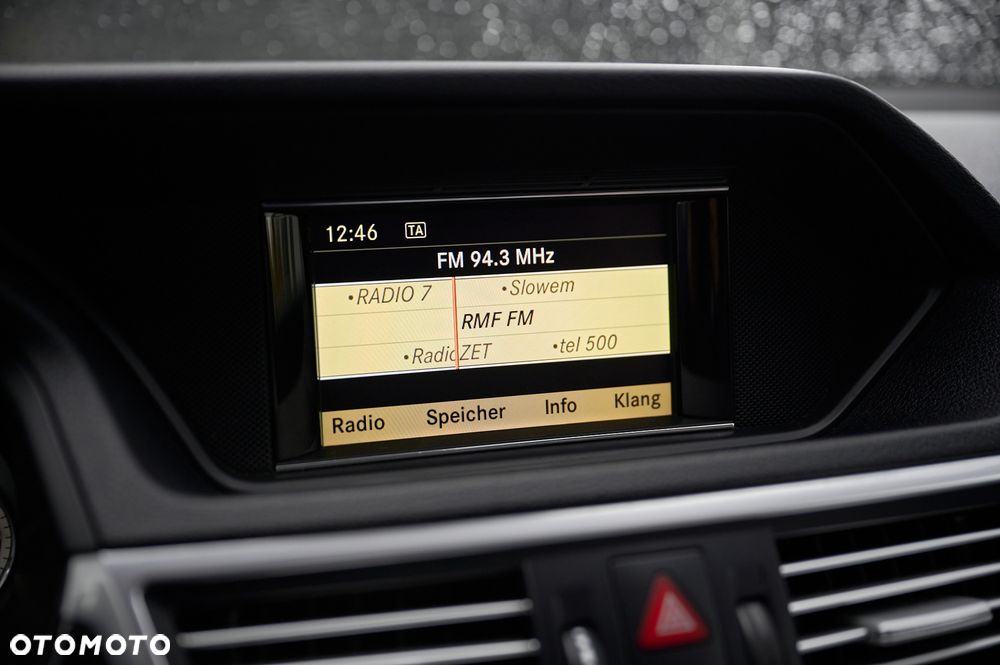 12:46 TA
FM 94.3 MHz
•RADIO 7 •Slowem
RMF FM
•RadioZET •tel 500
Radio Speicher Info Klang
OTOMOTO